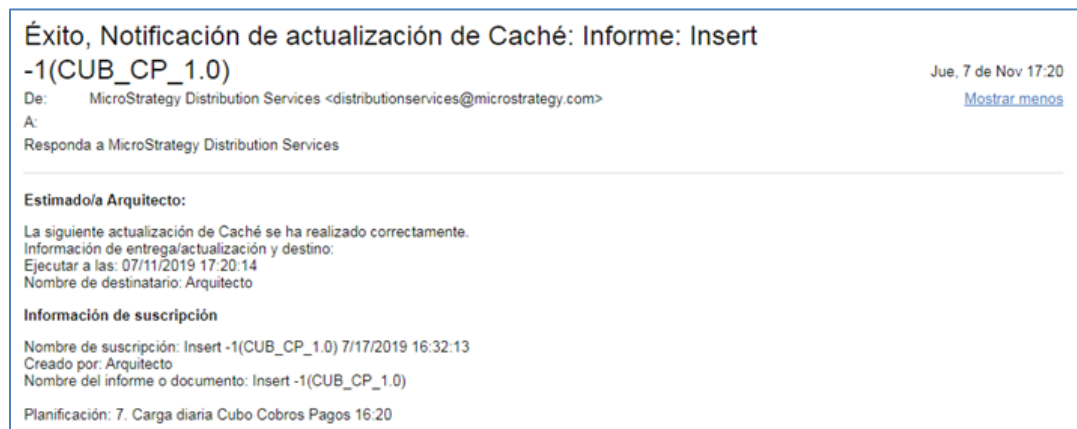 Éxito, Notificación de actualización de Caché: Informe: Insert
-1(CUB_CP_1.0)
Jue, 7 de Nov 17:20
De: MicroStrategy Distribution Services <distributionservices@microstrategy.com>
Mostrar menos
A:
Responda a MicroStrategy Distribution Services
Estimado/a Arquitecto:
La siguiente actualización de Caché se ha realizado correctamente.
Información de entrega/actualización y destino:
Ejecutar a las: 07/11/2019 17:20:14
Nombre de destinatario: Arquitecto
Información de suscripción
Nombre de suscripción: Insert -1(CUB_CP_1.0) 7/17/2019 16:32:13
Creado por: Arquitecto
Nombre del informe o documento: Insert -1(CUB_CP_1.0)
Planificación: 7. Carga diaria Cubo Cobros Pagos 16:20